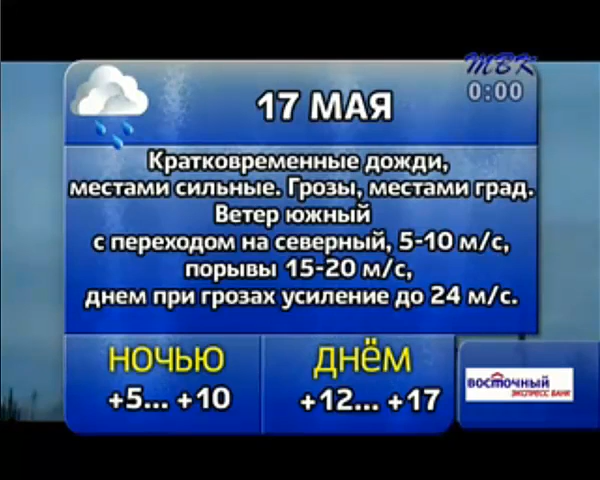 ТВК
0:00
17 МАЯ
Кратковременные дожди,
местами сильные. Грозы, местами град.
Ветер южный
с переходом на северный, 5-10 м/с,
порывы 15-20 м/с,
днем при грозах усиление до 24 м/с.
НОЧЬЮ
+5... +10
ДНЁМ
+12... +17
ВОСТОЧНЫЙ
ЭКСПРЕСС БАНК